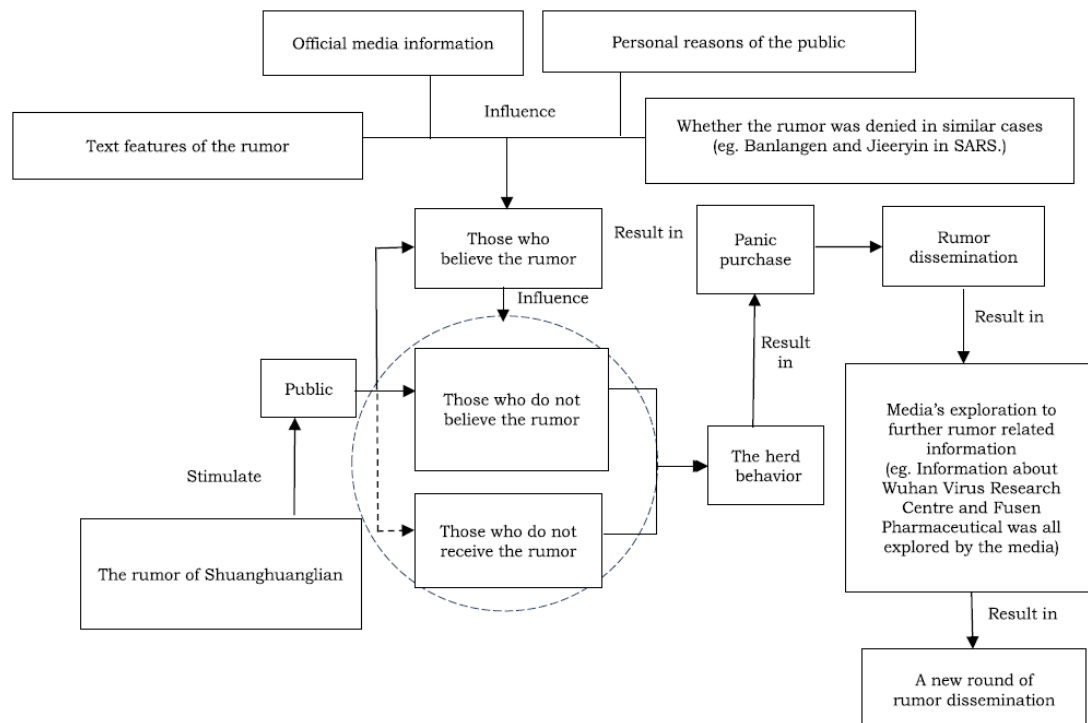 Official media information
Personal reasons of the public
Influence
Text features of the rumor
Whether the rumor was denied in similar cases
(eg. Banlangen and Jieeryin in SARS.)
Those who
believe the rumor
Result in
Panic
purchase
Rumor
dissemination
Influence
Result in
Result
in
Public
Those who do not
believe the rumor
Media's exploration to
further rumor related
information
(eg. Information about
Wuhan Virus Research
Centre and Fusen
Pharmaceutical was all
explored by the media)
The herd
behavior
Stimulate
Those who do not
receive the rumor
The rumor of Shuanghuanglian
Result in
A new round of
rumor dissemination